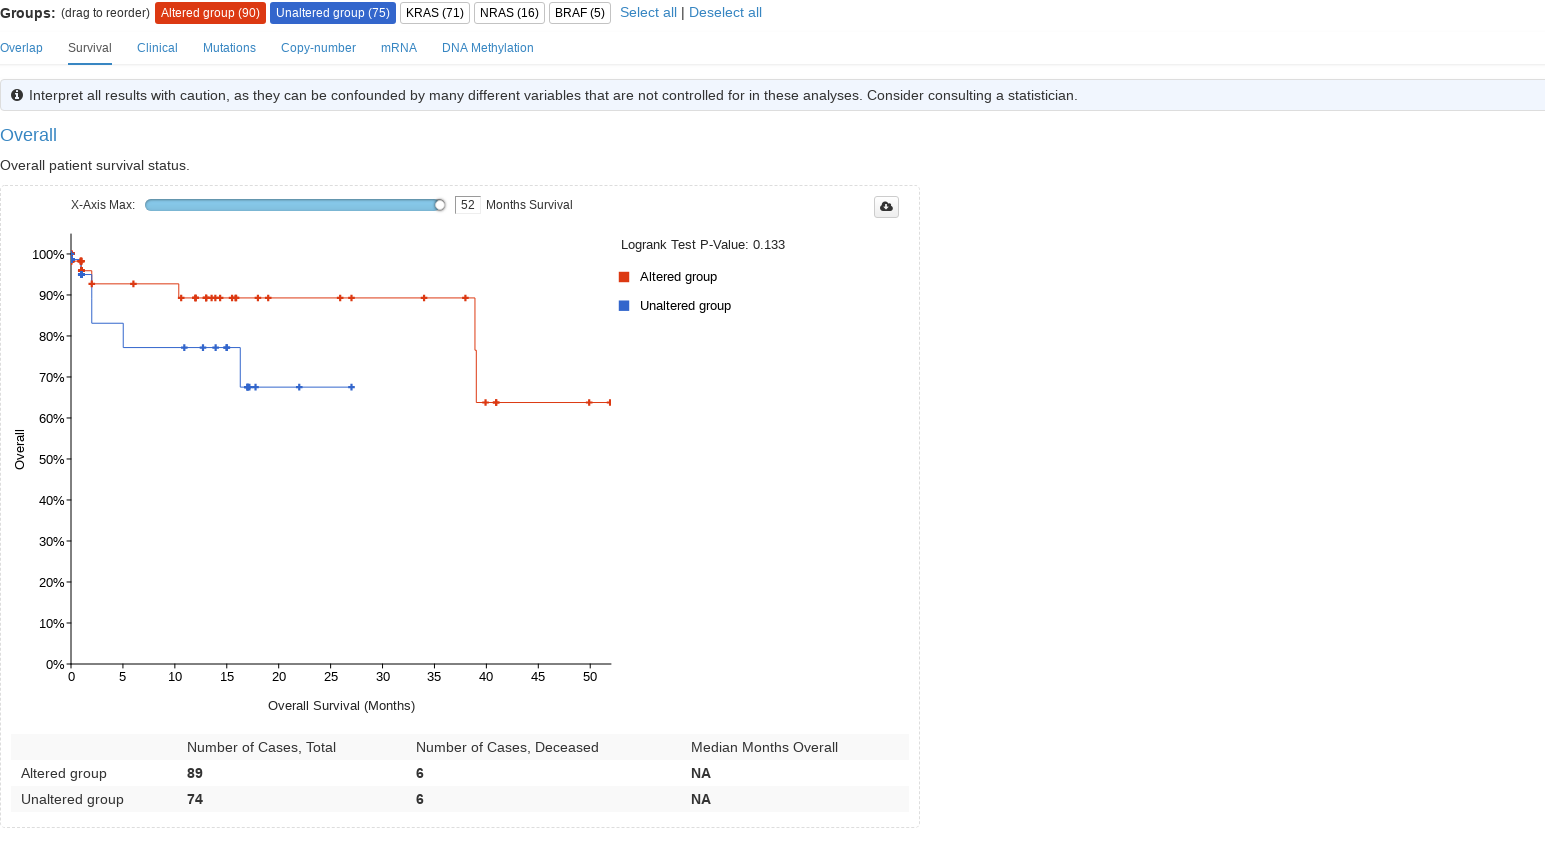 Groups: (drag to reorder) Altered group (90) Unaltered group (75) KRAS (71) NRAS (16) BRAF (5) Select all | Deselect all
Overlap Survival Clinical Mutations Copy-number mRNA DNA Methylation
Interpret all results with caution, as they can be confounded by many different variables that are not controlled for in these analyses. Consider consulting a statistician.
Overall
Overall patient survival status.
X-Axis Max: 52 Months Survival
Logrank Test P-Value: 0.133
Altered group
Unaltered group
100%
90%
80%
70%
60%
50%
40%
30%
20%
10%
0%
Overall
0 5 10 15 20 25 30 35 40 45 50
Overall Survival (Months)
Number of Cases, Total Number of Cases, Deceased Median Months Overall
Altered group 89 6 NA
Unaltered group 74 6 NA